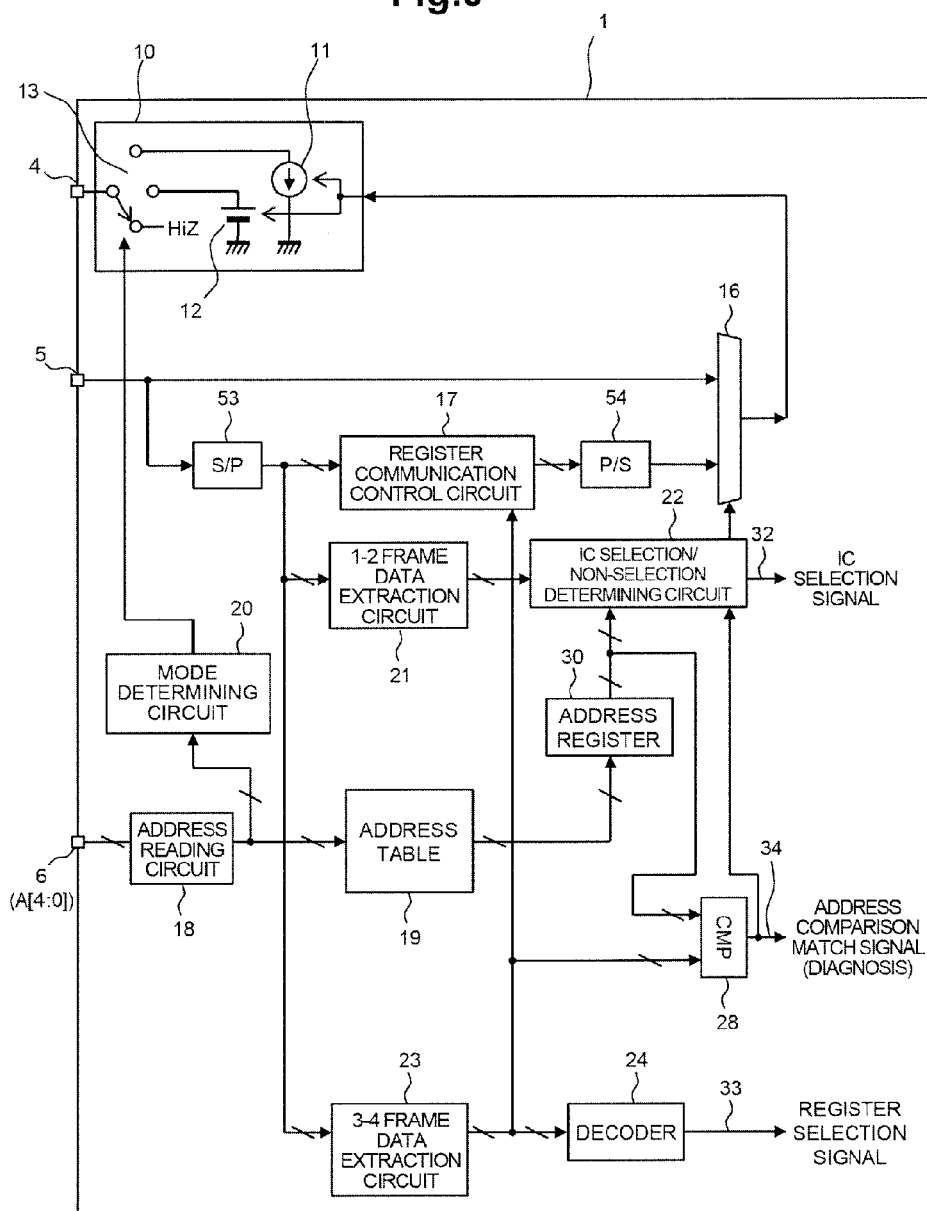 1
10
11
13
4
HiZ
12
16
5
53
17
54
S/P
REGISTER
COMMUNICATION
CONTROL CIRCUIT
P/S
22
1-2 FRAME
DATA
EXTRACTION
CIRCUIT
IC SELECTION/
NON-SELECTION
DETERMINING CIRCUIT
32
IC
SELECTION
SIGNAL
20
21
MODE
DETERMINING
CIRCUIT
30
ADDRESS
REGISTER
ADDRESS
READING
CIRCUIT
ADDRESS
TABLE
6
(A[4:0])
18
19
34
CMP
ADDRESS
COMPARISON
MATCH SIGNAL
(DIAGNOSIS)
28
23
24
33
3-4 FRAME
DATA
EXTRACTION
CIRCUIT
DECODER
REGISTER
SELECTION
SIGNAL